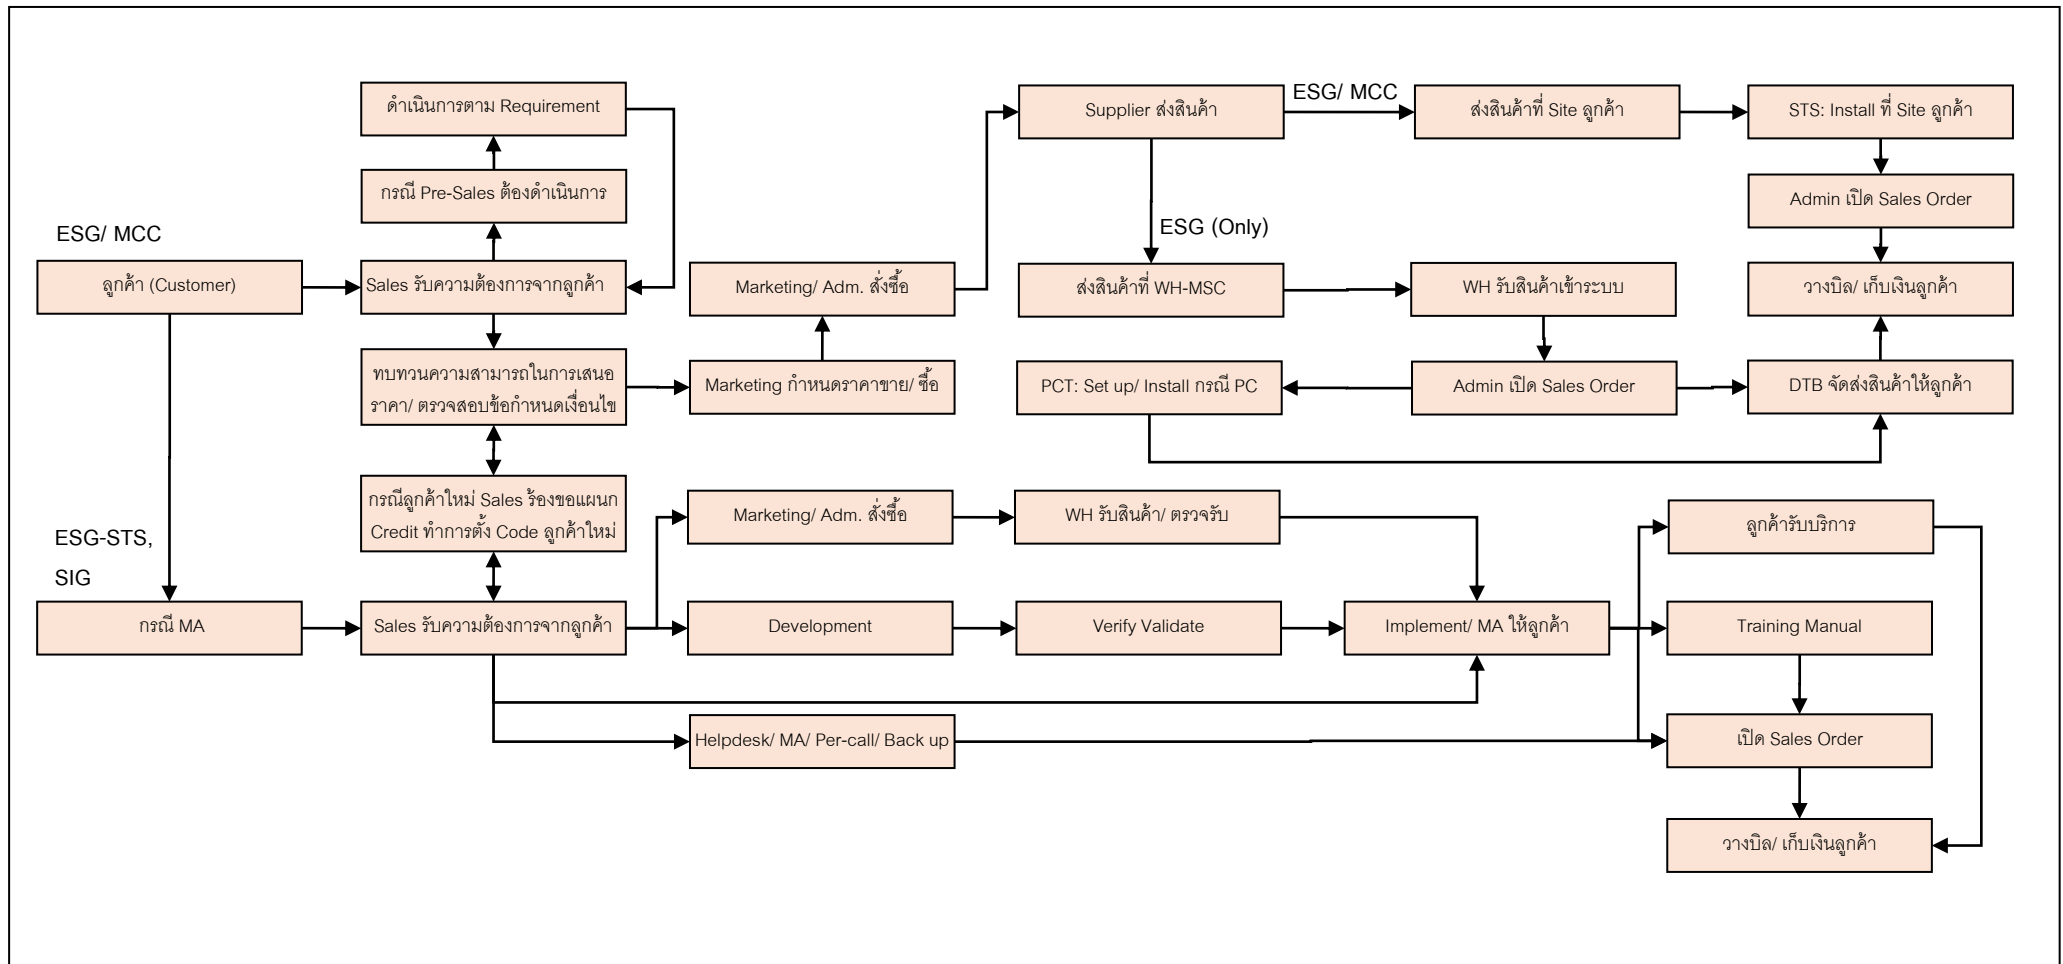 ดำเนินการตาม Requirement
Supplier ส่งสินค้า
ESG/ MCC
ส่งสินค้าที่ Site ลูกค้า
STS: Install ที่ Site ลูกค้า
กรณี Pre-Sales ต้องดำเนินการ
Admin เปิด Sales Order
ESG/ MCC
ESG (Only)
ลูกค้า (Customer)
Sales รับความต้องการจากลูกค้า
Marketing/ Adm. สั่งซื้อ
ส่งสินค้าที่ WH-MSC
WH รับสินค้าเข้าระบบ
วางบิล/ เก็บเงินลูกค้า
ทบทวนความสามารถในการเสนอ
ราคา/ ตรวจสอบข้อกำหนดเงื่อนไข
Marketing กำหนดราคาขาย/ ซื้อ
PCT: Set up/ Install กรณี PC
Admin เปิด Sales Order
DTB จัดส่งสินค้าให้ลูกค้า
กรณีลูกค้าใหม่ Sales ร้องขอแผนก
Credit ทำการตั้ง Code ลูกค้าใหม่
Marketing/ Adm. สั่งซื้อ
WH รับสินค้า/ ตรวจรับ
ลูกค้ารับบริการ
ESG-STS,
SIG
กรณี MA
Sales รับความต้องการจากลูกค้า
Development
Verify Validate
Implement/ MA ให้ลูกค้า
Training Manual
Helpdesk/ MA/ Per-call/ Back up
เปิด Sales Order
วางบิล/ เก็บเงินลูกค้า